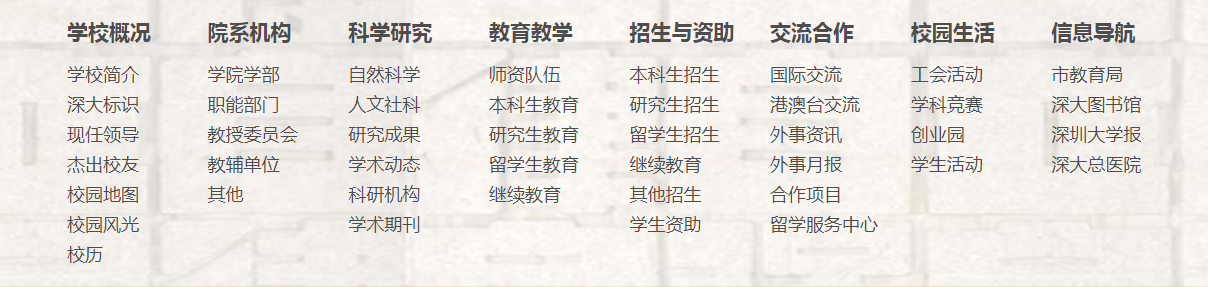 学校概况
学校简介
深大标识
现任领导
杰出校友
校园地图
校园风光
校历
院系机构
学院学部
职能部门
教授委员会
教辅单位
其他
科学研究
自然科学
人文社科
研究成果
学术动态
科研机构
学术期刊
教育教学
师资队伍
本科生教育
研究生教育
留学生教育
继续教育
招生与资助
本科生招生
研究生招生
留学生招生
继续教育
其他招生
学生资助
交流合作
国际交流
港澳台交流
外事资讯
外事月报
合作项目
留学服务中心
校园生活
工会活动
学科竞赛
创业园
学生活动
信息导航
市教育局
深大图书馆
深圳大学报
深大总医院